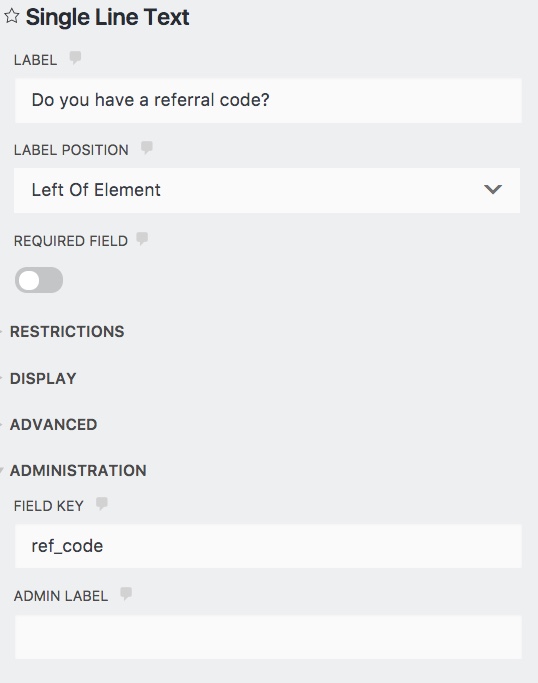 Single Line Text
LABEL
Do you have a referral code?
LABEL POSITION
Left Of Element
REQUIRED FIELD
RESTRICTIONS
DISPLAY
ADVANCED
ADMINISTRATION
FIELD KEY
ref_code
ADMIN LABEL